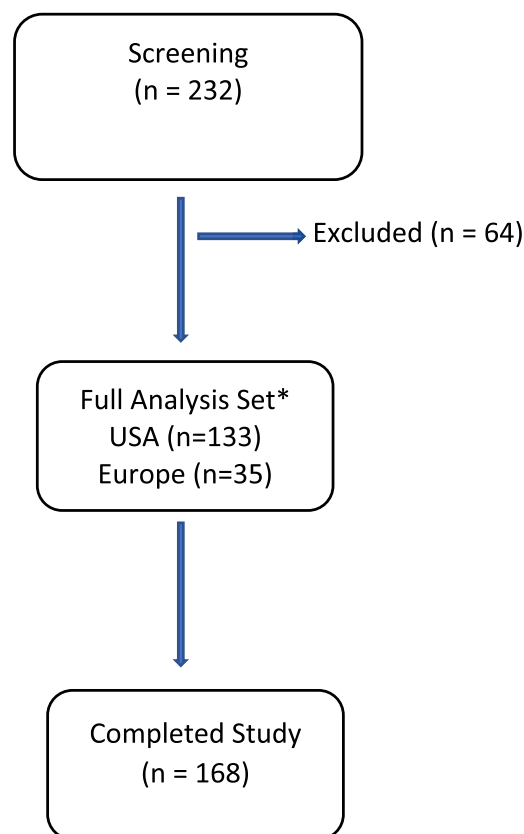 Screening
(n = 232)
Excluded (n = 64)
Full Analysis Set*
USA (n=133)
Europe (n=35)
Completed Study
(n = 168)